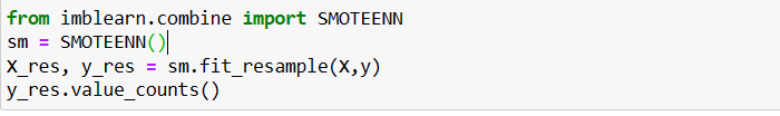 from imblearn.combine import SMOTEENN
sm = SMOTEENN()
X_res, y_res = sm.fit_resample(X,y)
y_res.value_counts()